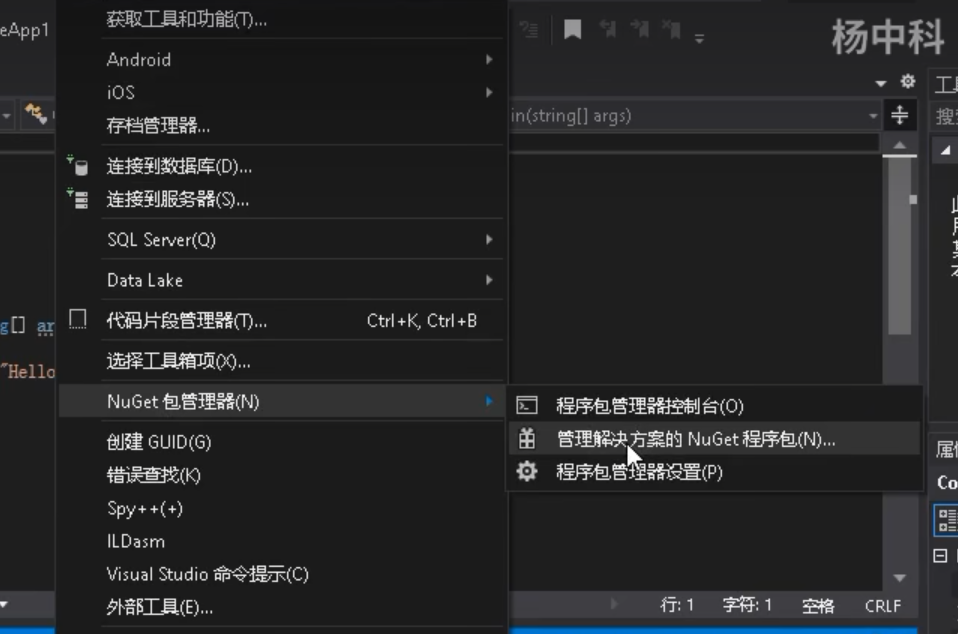 获取工具和功能(T)...
eApp1
杨中科
Android
iOS
in(string[] args)
存档管理器...
连接到数据库(D)...
连接到服务器(S)...
SQL Server(Q)
Data Lake
g[] ar
代码片段管理器(T)... Ctrl+K, Ctrl+B
选择工具箱项(X)...
"Hello
NuGet 包管理器(N)
程序包管理器控制台(O)
管理解决方案的 NuGet 程序包(N)...
程序包管理器设置(P)
创建 GUID(G)
错误查找(K)
Spy++(+)
ILDasm
Visual Studio 命令提示(C)
外部工具(E)...
Co
行: 1 字符: 1 空格 CRLF